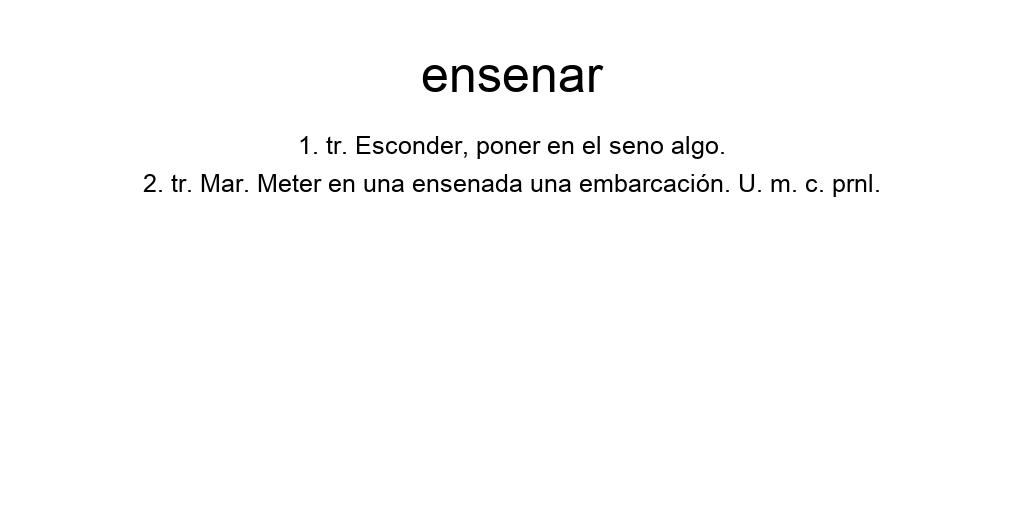 ensenar
1. tr. Esconder, poner en el seno algo.
2. tr. Mar. Meter en una ensenada una embarcación. U. m. c. prnl.